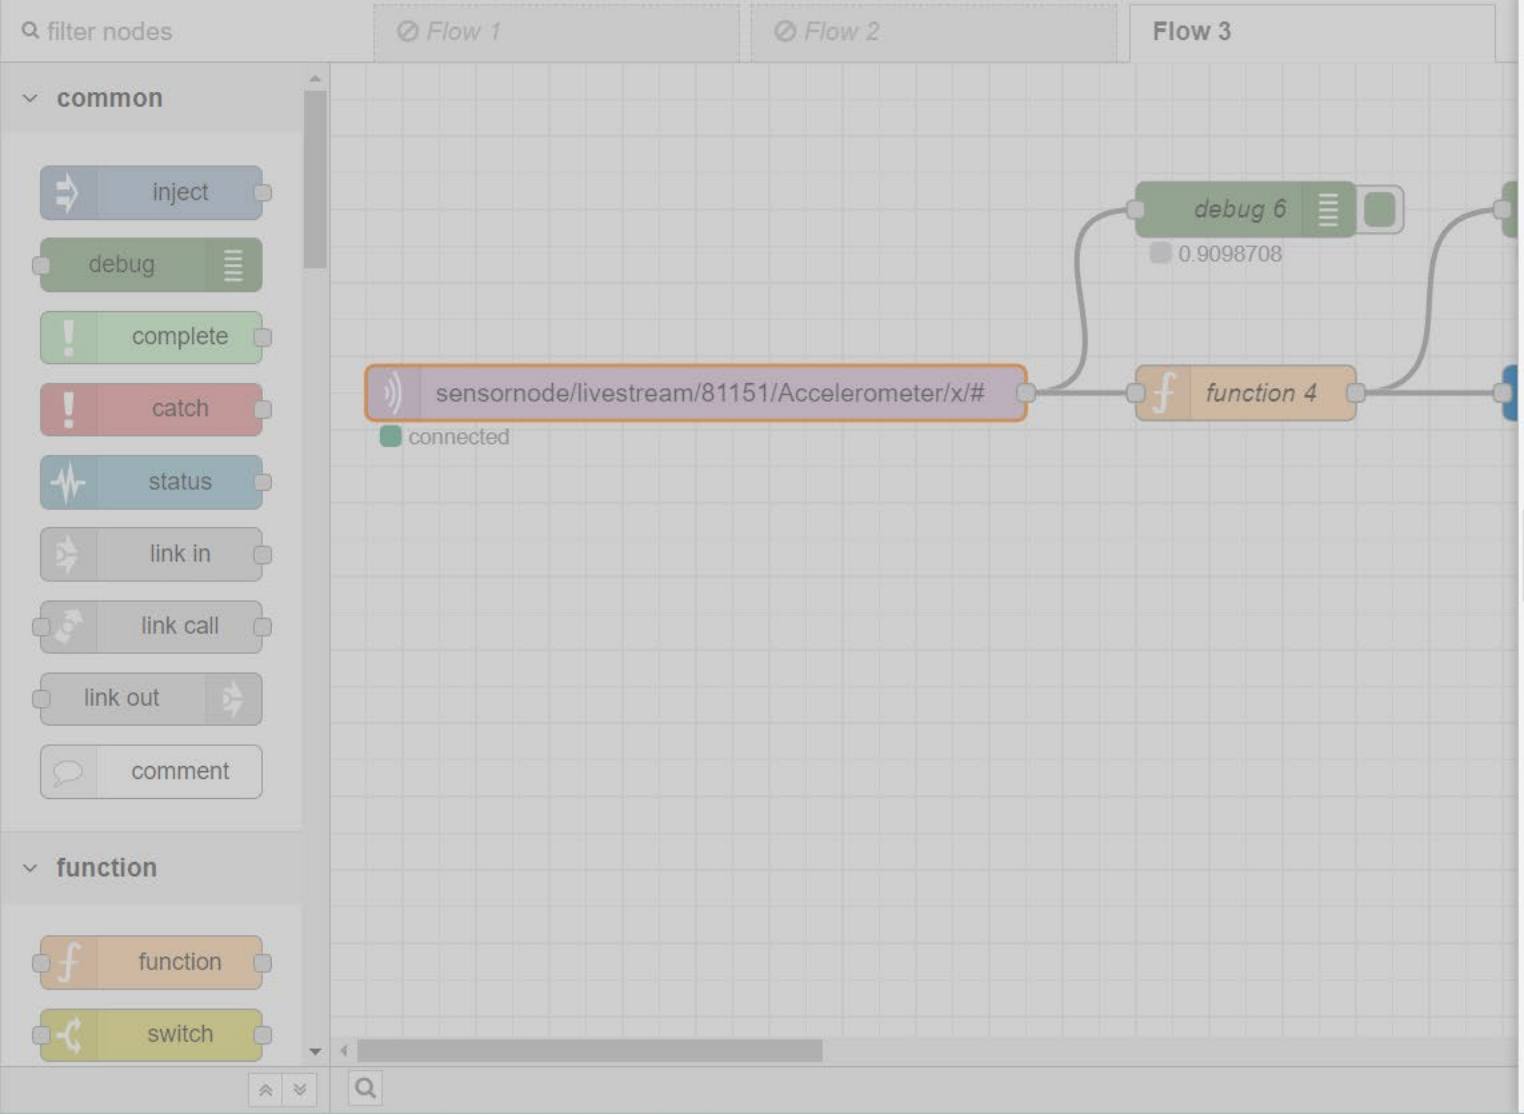 filter nodes
Flow 1
Flow 2
Flow 3
common
inject
debug
complete
catch
status
link in
link call
link out
comment
function
function
switch
debug 6
0.9098708
sensornode/livestream/81151/Accelerometer/x/#
connected
function 4